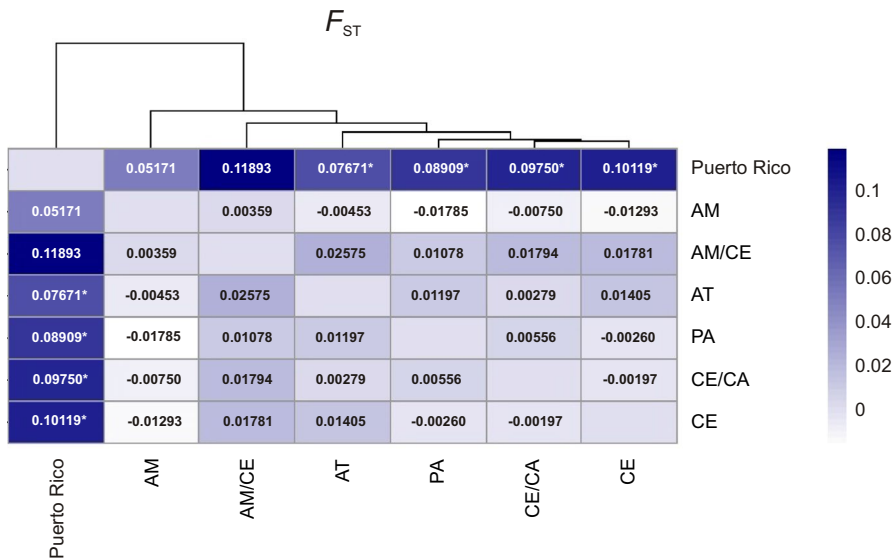 FST
0.05171 0.11893 0.07671* 0.08909* 0.09750* 0.10119* Puerto Rico
0.05171 0.00359 -0.00453 -0.01785 -0.00750 -0.01293 AM
0.11893 0.00359 0.02575 0.01078 0.01794 0.01781 AM/CE
0.07671* -0.00453 0.02575 0.01197 0.00279 0.01405 AT
0.08909* -0.01785 0.01078 0.01197 0.00556 -0.00260 PA
0.09750* -0.00750 0.01794 0.00279 0.00556 -0.00197 CE/CA
0.10119* -0.01293 0.01781 0.01405 -0.00260 -0.00197 CE
Puerto Rico AM AM/CE AT PA CE/CA CE
0.1
0.08
0.06
0.04
0.02
0